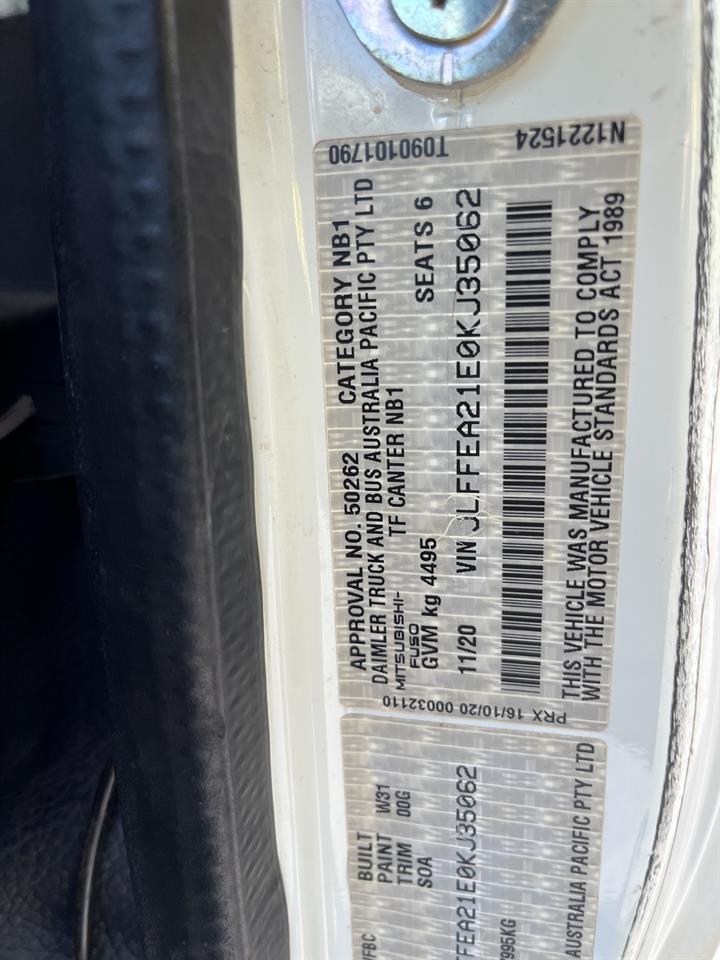 T090101790
N1221524
APPROVAL NO. 50262 CATEGORY NB1
DAIMLER TRUCK AND BUS AUSTRALIA PACIFIC PTY LTD
MITSUBISHI-
FUSO
TF CANTER NB1
GVM kg 4495 SEATS 6
11/20 VIN JLFFEA21E0KJ35062
THIS VEHICLE WAS MANUFACTURED TO COMPLY
WITH THE MOTOR VEHICLE STANDARDS ACT 1989
PRX 16/10/20 00032110
BUILT
PAINT W31
TRIM 00G
SOA
FFEA21E0KJ35062
995KG
AUSTRALIA PACIFIC PTY LTD